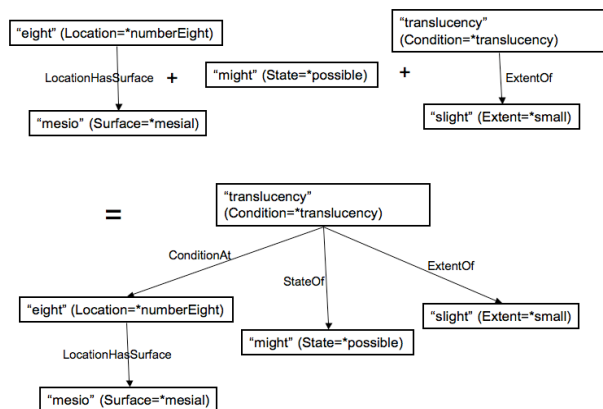 “eight” (Location=*numberEight)
“translucency”
(Condition=*translucency)
LocationHasSurface
+
“might” (State=*possible)
+
ExtentOf
“mesio” (Surface=*mesial)
“slight” (Extent=*small)
=
“translucency”
(Condition=*translucency)
ConditionAt
StateOf
ExtentOf
“eight” (Location=*numberEight)
“slight” (Extent=*small)
“might” (State=*possible)
LocationHasSurface
“mesio” (Surface=*mesial)